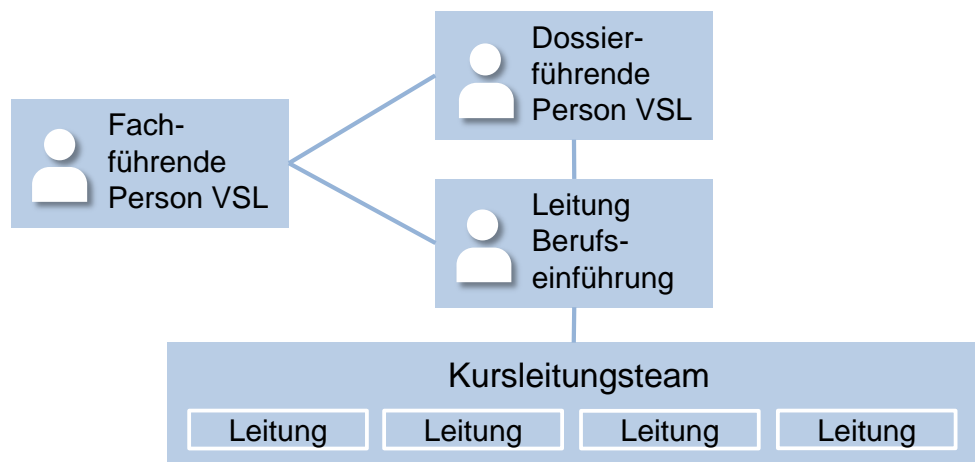 Dossier-
führende
Person VSL
Fach-
führende
Person VSL
Leitung
Berufs-
einführung
Kursleitungsteam
Leitung
Leitung
Leitung
Leitung